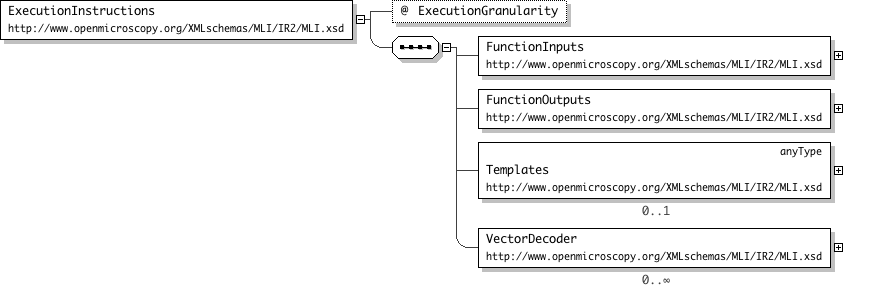 ExecutionInstructions
http://www.openmicroscopy.org/XMLschemas/MLI/IR2/MLI.xsd
@ ExecutionGranularity
FunctionInputs
http://www.openmicroscopy.org/XMLschemas/MLI/IR2/MLI.xsd
FunctionOutputs
http://www.openmicroscopy.org/XMLschemas/MLI/IR2/MLI.xsd
anyType
Templates
http://www.openmicroscopy.org/XMLschemas/MLI/IR2/MLI.xsd
0..1
VectorDecoder
http://www.openmicroscopy.org/XMLschemas/MLI/IR2/MLI.xsd
0..∞